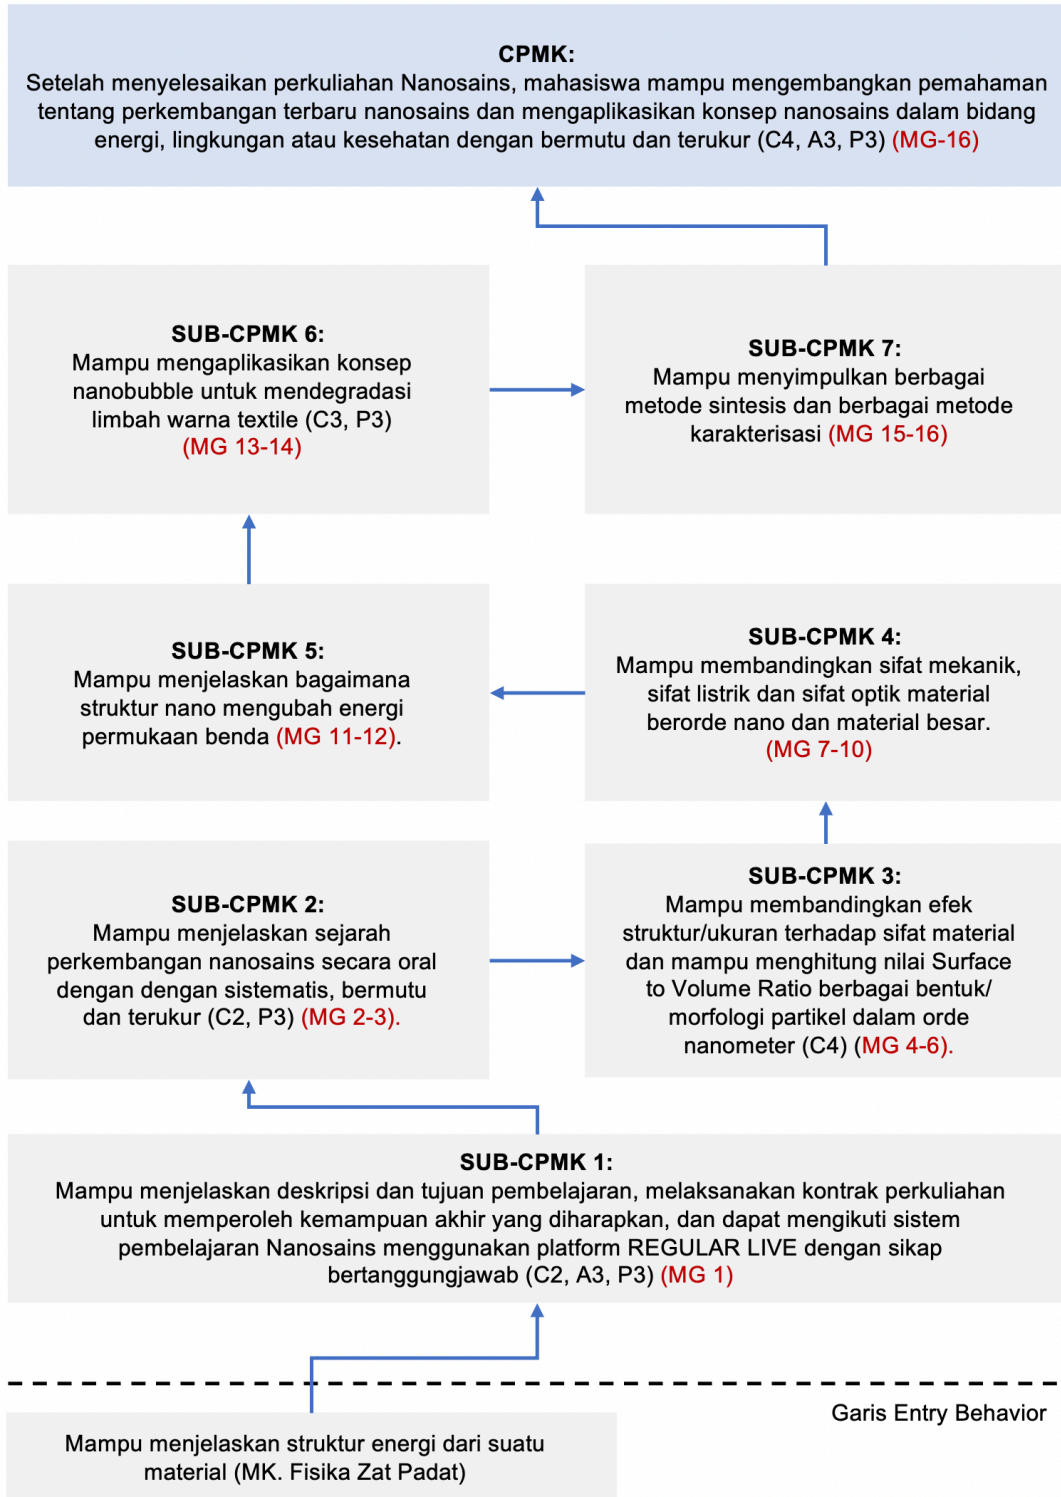 CPMK:
Setelah menyelesaikan perkuliahan Nanosains, mahasiswa mampu mengembangkan pemahaman
tentang perkembangan terbaru nanosains dan mengaplikasikan konsep nanosains dalam bidang
energi, lingkungan atau kesehatan dengan bermutu dan terukur (C4, A3, P3) (MG-16)
SUB-CPMK 6:
Mampu mengaplikasikan konsep
nanobubble untuk mendegradasi
limbah warna textile (C3, P3)
(MG 13-14)
SUB-CPMK 7:
Mampu menyimpulkan berbagai
metode sintesis dan berbagai metode
karakterisasi (MG 15-16)
SUB-CPMK 5:
Mampu menjelaskan bagaimana
struktur nano mengubah energi
permukaan benda (MG 11-12).
SUB-CPMK 4:
Mampu membandingkan sifat mekanik,
sifat listrik dan sifat optik material
berorde nano dan material besar.
(MG 7-10)
SUB-CPMK 2:
Mampu menjelaskan sejarah
perkembangan nanosains secara oral
dengan dengan sistematis, bermutu
dan terukur (C2, P3) (MG 2-3).
SUB-CPMK 3:
Mampu membandingkan efek
struktur/ukuran terhadap sifat material
dan mampu menghitung nilai Surface
to Volume Ratio berbagai bentuk/
morfologi partikel dalam orde
nanometer (C4) (MG 4-6).
SUB-CPMK 1:
Mampu menjelaskan deskripsi dan tujuan pembelajaran, melaksanakan kontrak perkuliahan
untuk memperoleh kemampuan akhir yang diharapkan, dan dapat mengikuti sistem
pembelajaran Nanosains menggunakan platform REGULAR LIVE dengan sikap
bertanggungjawab (C2, A3, P3) (MG 1)
Garis Entry Behavior
Mampu menjelaskan struktur energi dari suatu
material (MK. Fisika Zat Padat)